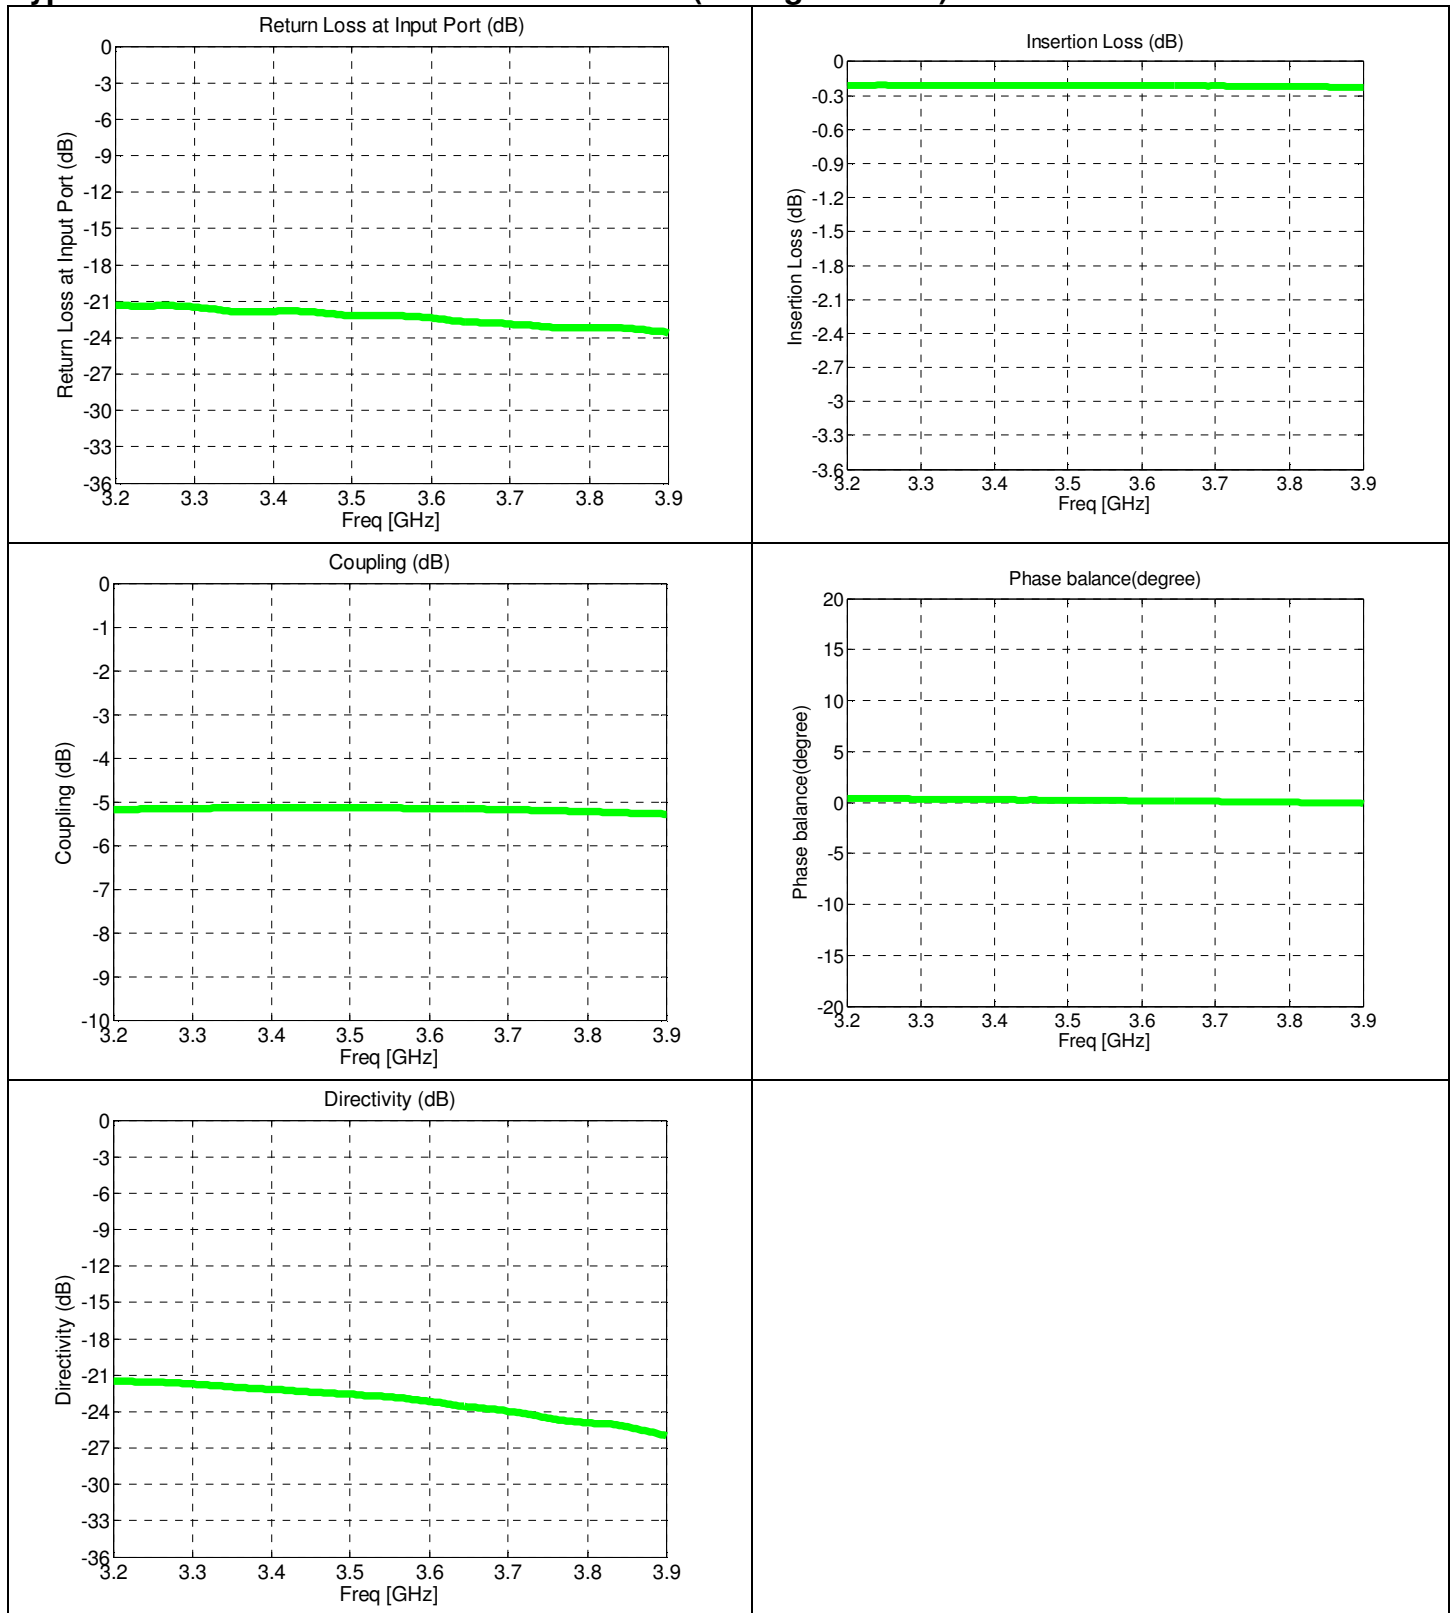 Return Loss at Input Port (dB)
0
-3
-6
-9
-12
-15
-18
-21
-24
-27
-30
-33
-36
Return Loss at Input Port (dB)
3.2 3.3 3.4 3.5 3.6 3.7 3.8 3.9
Freq [GHz]
Insertion Loss (dB)
0
-0.3
-0.6
-0.9
-1.2
-1.5
-1.8
-2.1
-2.4
-2.7
-3
-3.3
-3.6
Insertion Loss (dB)
3.2 3.3 3.4 3.5 3.6 3.7 3.8 3.9
Freq [GHz]
Coupling (dB)
0
-1
-2
-3
-4
-5
-6
-7
-8
-9
-10
Coupling (dB)
3.2 3.3 3.4 3.5 3.6 3.7 3.8 3.9
Freq [GHz]
Phase balance(degree)
20
15
10
5
0
-5
-10
-15
-20
Phase balance(degree)
3.2 3.3 3.4 3.5 3.6 3.7 3.8 3.9
Freq [GHz]
Directivity (dB)
0
-3
-6
-9
-12
-15
-18
-21
-24
-27
-30
-33
-36
Directivity (dB)
3.2 3.3 3.4 3.5 3.6 3.7 3.8 3.9
Freq [GHz]